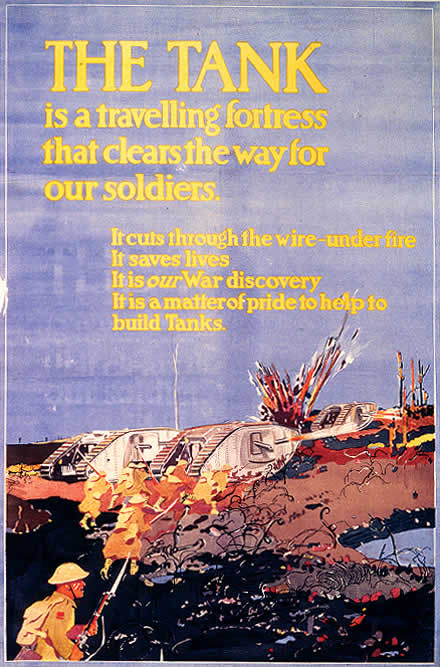 THE TANK
is a travelling fortress
that clears the way for
our soldiers.
It cuts through the wire-under fire
It saves lives
It is our War discovery
It is a matter of pride to help to
build Tanks.